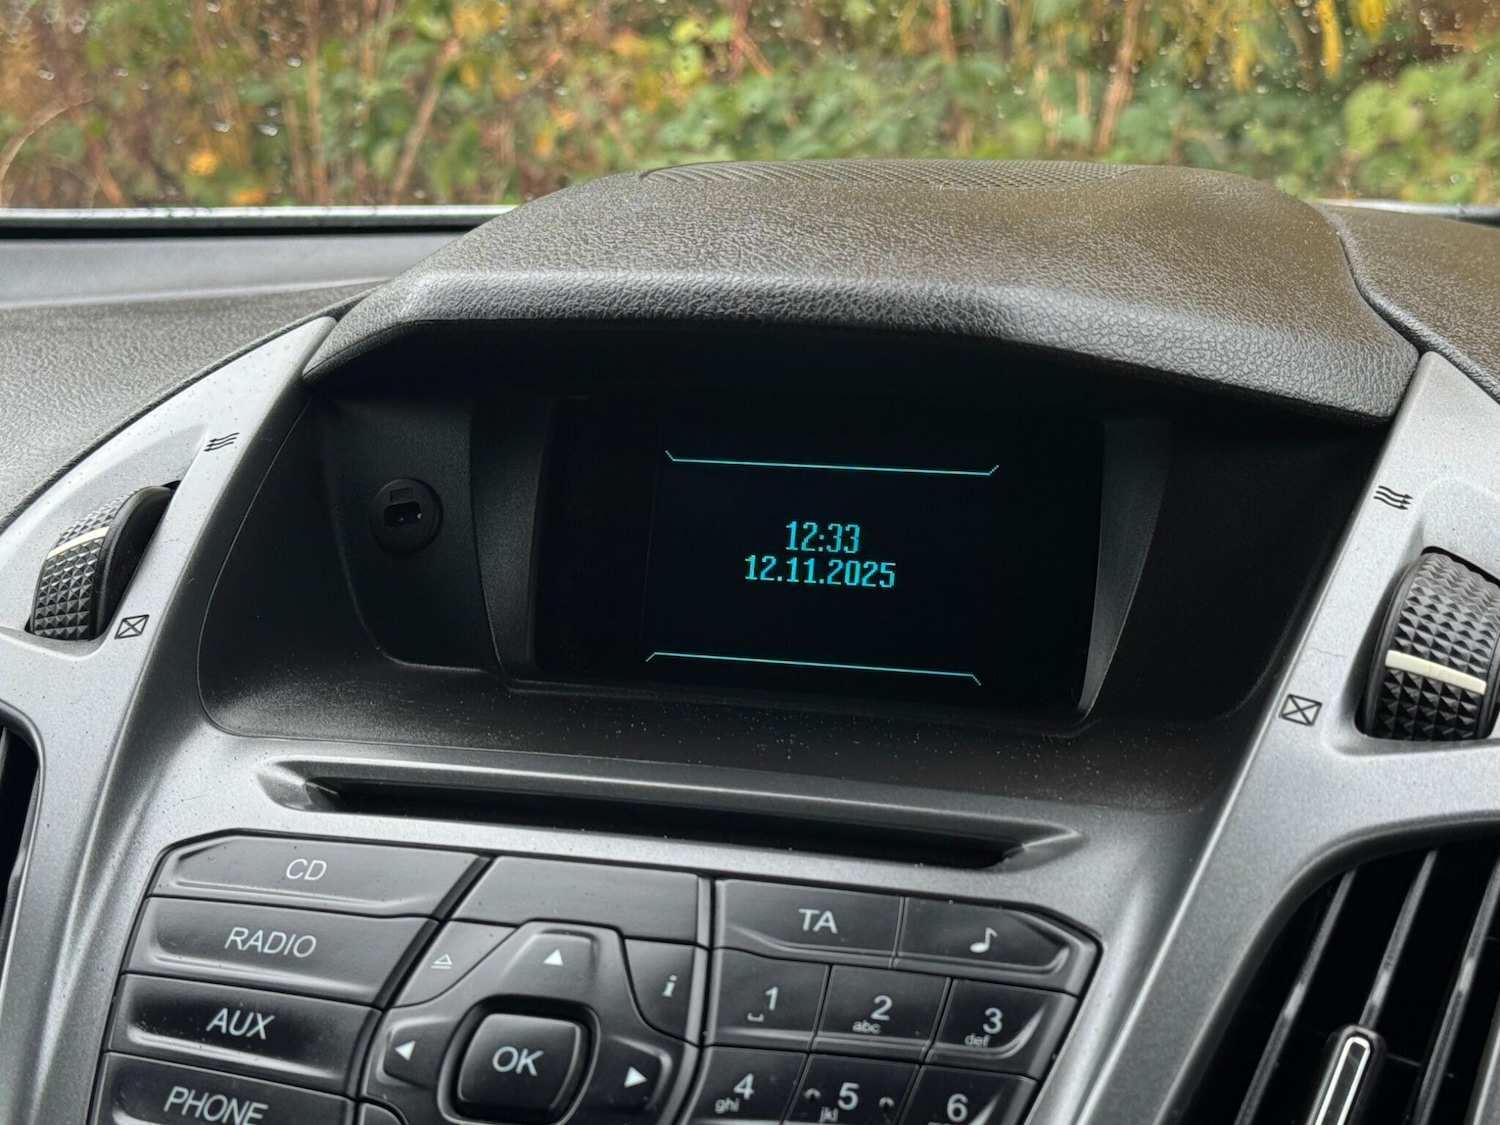 12:33
12.11.2025
CD
RADIO
AUX
PHONE
TA
i
OK
1
2
abc
3
def
4
ghi
5
jkl
6